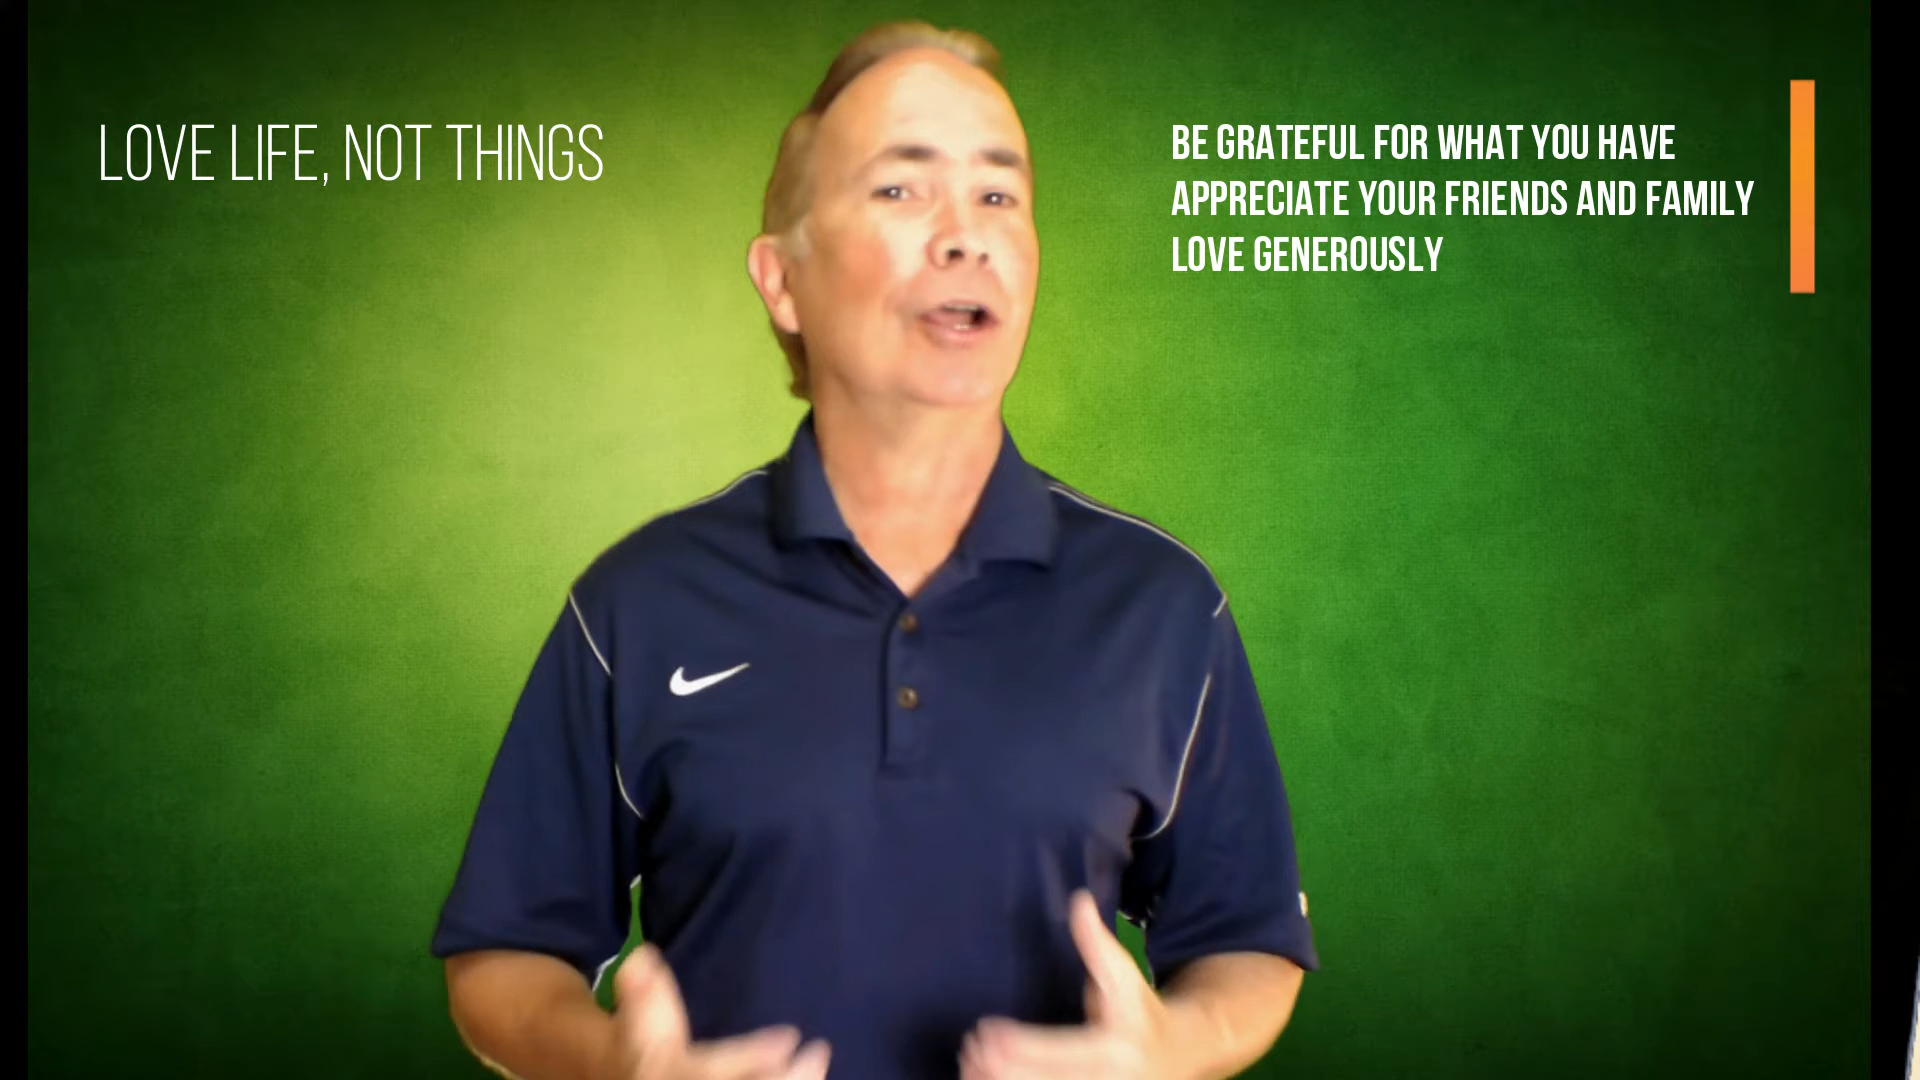 LOVE LIFE, NOT THINGS
BE GRATEFUL FOR WHAT YOU HAVE
APPRECIATE YOUR FRIENDS AND FAMILY
LOVE GENEROUSLY